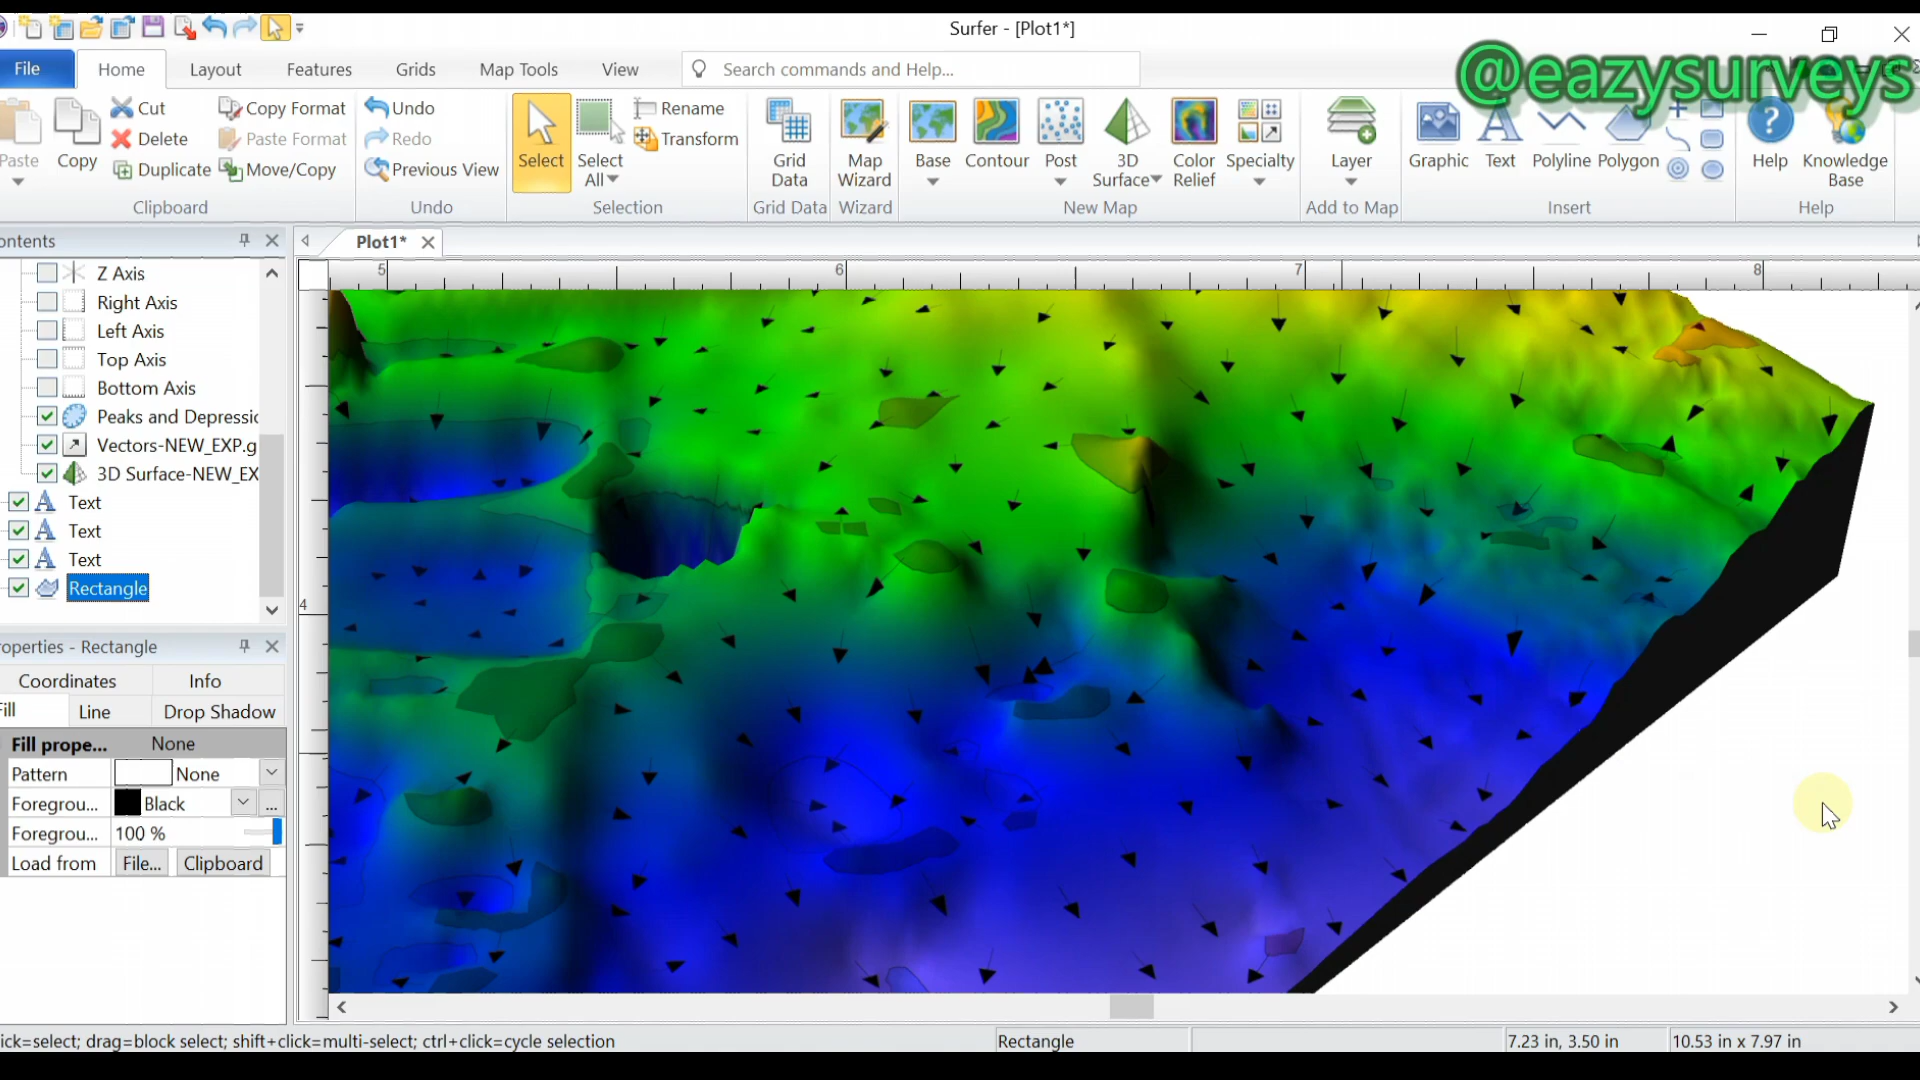 Surfer - [Plot1*]
@eazysurveys
File Home Layout Features Grids Map Tools View Search commands and Help...
Paste Copy Cut Delete Duplicate Copy Format Paste Format Move/Copy
Clipboard
Undo Redo Previous View
Undo
Select Select All Rename Transform
Selection
Grid Data
Grid Data
Map Wizard
Wizard
Base Contour Post 3D Surface Color Relief Specialty
New Map
Layer
Add to Map
Graphic Text Polyline Polygon
Insert
Help Knowledge Base
Help
ontents
Plot1*
Z Axis
Right Axis
Left Axis
Top Axis
Bottom Axis
Peaks and Depressic
Vectors-NEW_EXP.g
3D Surface-NEW_EX
Text
Text
Text
Rectangle
5 6 7 8
4
operties - Rectangle
Coordinates Info
Fill Line Drop Shadow
Fill prope... None
Pattern None
Foregrou... Black ...
Foregrou... 100 %
Load from File... Clipboard
ick=select; drag=block select; shift+click=multi-select; ctrl+click=cycle selection
Rectangle
7.23 in, 3.50 in
10.53 in x 7.97 in